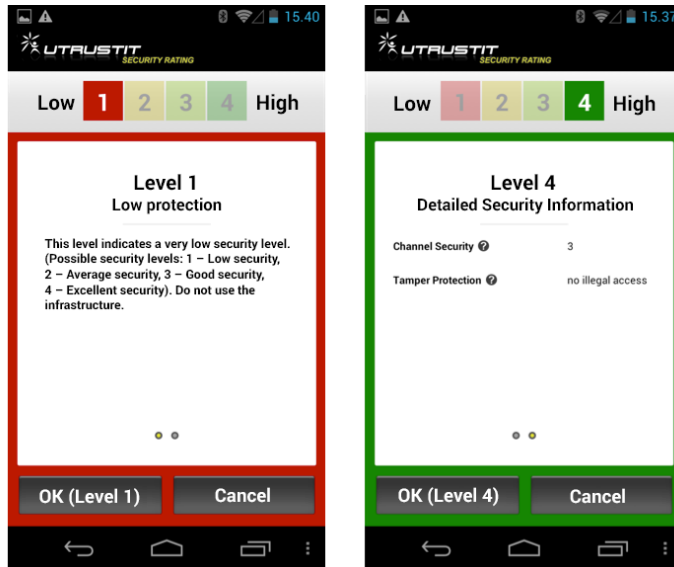 15.40
UTRUSTIT
SECURITY RATING
Low 1 2 3 4 High
Level 1
Low protection
This level indicates a very low security level.
(Possible security levels: 1 – Low security,
2 – Average security, 3 – Good security,
4 – Excellent security). Do not use the
infrastructure.
OK (Level 1) Cancel
15.37
UTRUSTIT
SECURITY RATING
Low 1 2 3 4 High
Level 4
Detailed Security Information
Channel Security ? 3
Tamper Protection ? no illegal access
OK (Level 4) Cancel